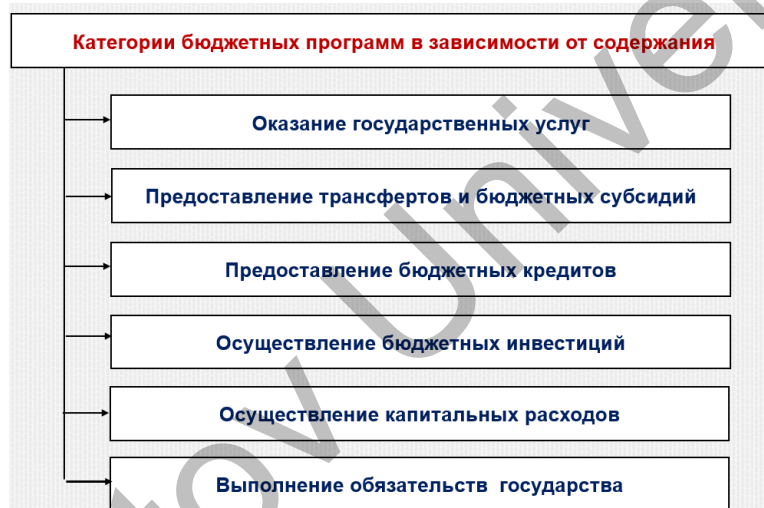 Категории бюджетных программ в зависимости от содержания
Оказание государственных услуг
Предоставление трансфертов и бюджетных субсидий
Предоставление бюджетных кредитов
Осуществление бюджетных инвестиций
Осуществление капитальных расходов
Выполнение обязательств государства